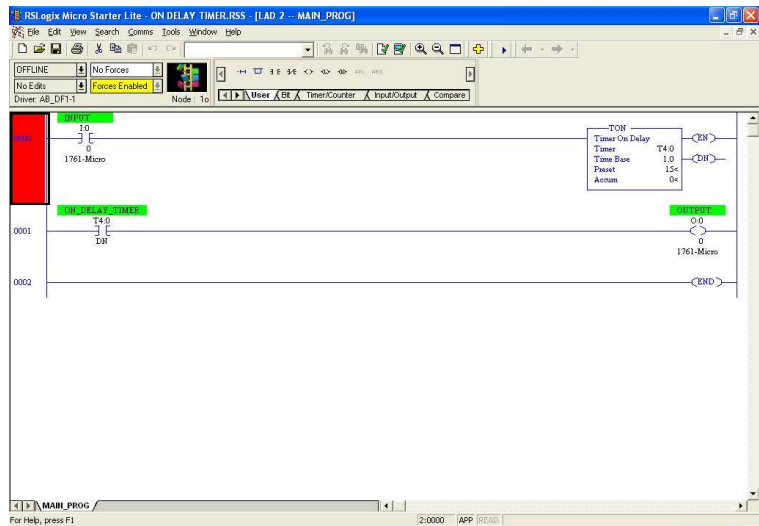 RSLogix Micro Starter Lite - ON DELAY TIMER.RSS - [LAD 2 -- MAIN_PROG]
File Edit View Search Comms Tools Window Help
OFFLINE No Forces
No Edits Forces Enabled
Driver: AB_DF1-1 Node : 1o
ABL ABS
User Bit Timer/Counter Input/Output Compare
0000
INPUT
I:0
0
1761-Micro
TON
Timer On Delay
Timer T4:0
Time Base 1.0
Preset 15<
Accum 0<
EN
DN
0001
ON_DELAY_TIMER
T4:0
DN
OUTPUT
O:0
0
1761-Micro
0002
END
MAIN_PROG
For Help, press F1 2:0000 APP READ